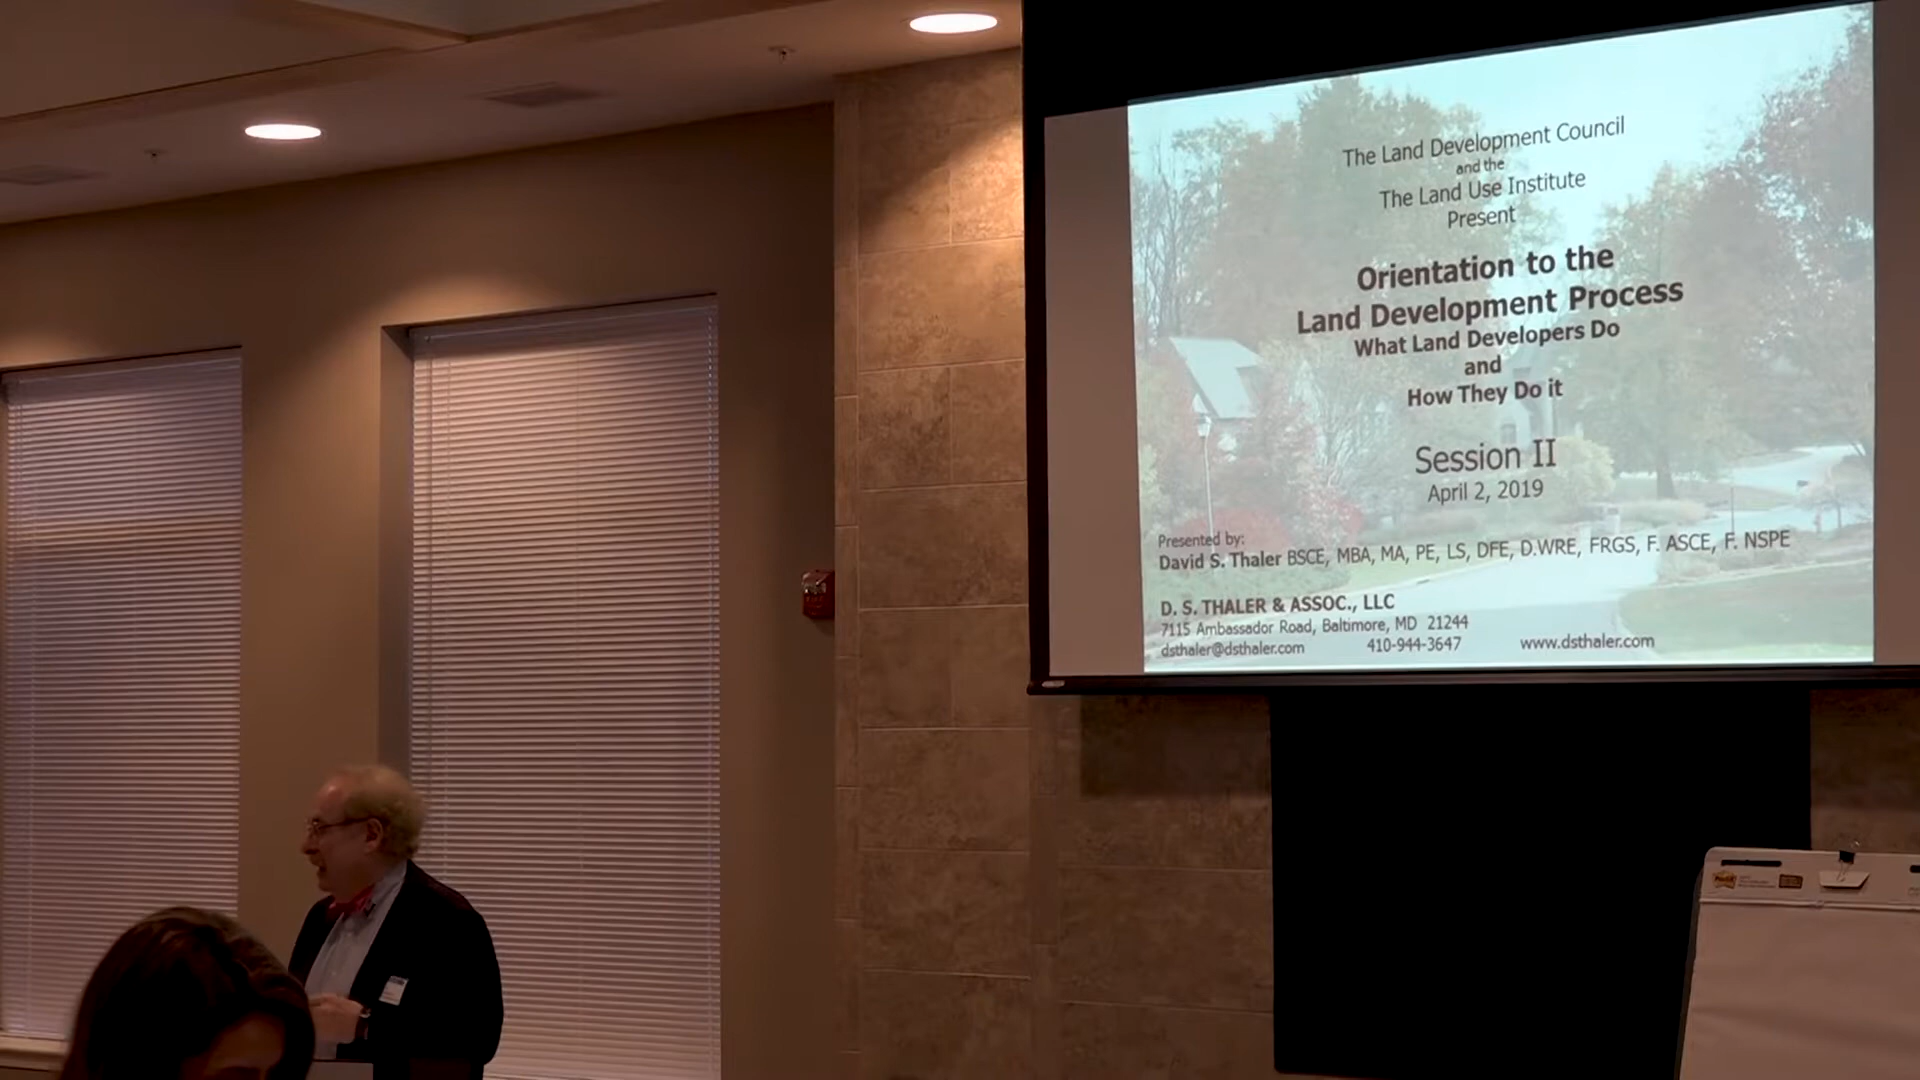 The Land Development Council
and the
The Land Use Institute
Present
Orientation to the
Land Development Process
What Land Developers Do
and
How They Do it
Session II
April 2, 2019
Presented by:
David S. Thaler BSCE, MBA, MA, PE, LS, DFE, D.WRE, FRGS, F. ASCE, F. NSPE
D. S. THALER & ASSOC., LLC
7115 Ambassador Road, Baltimore, MD 21244
dsthaler@dsthaler.com 410-944-3647 www.dsthaler.com